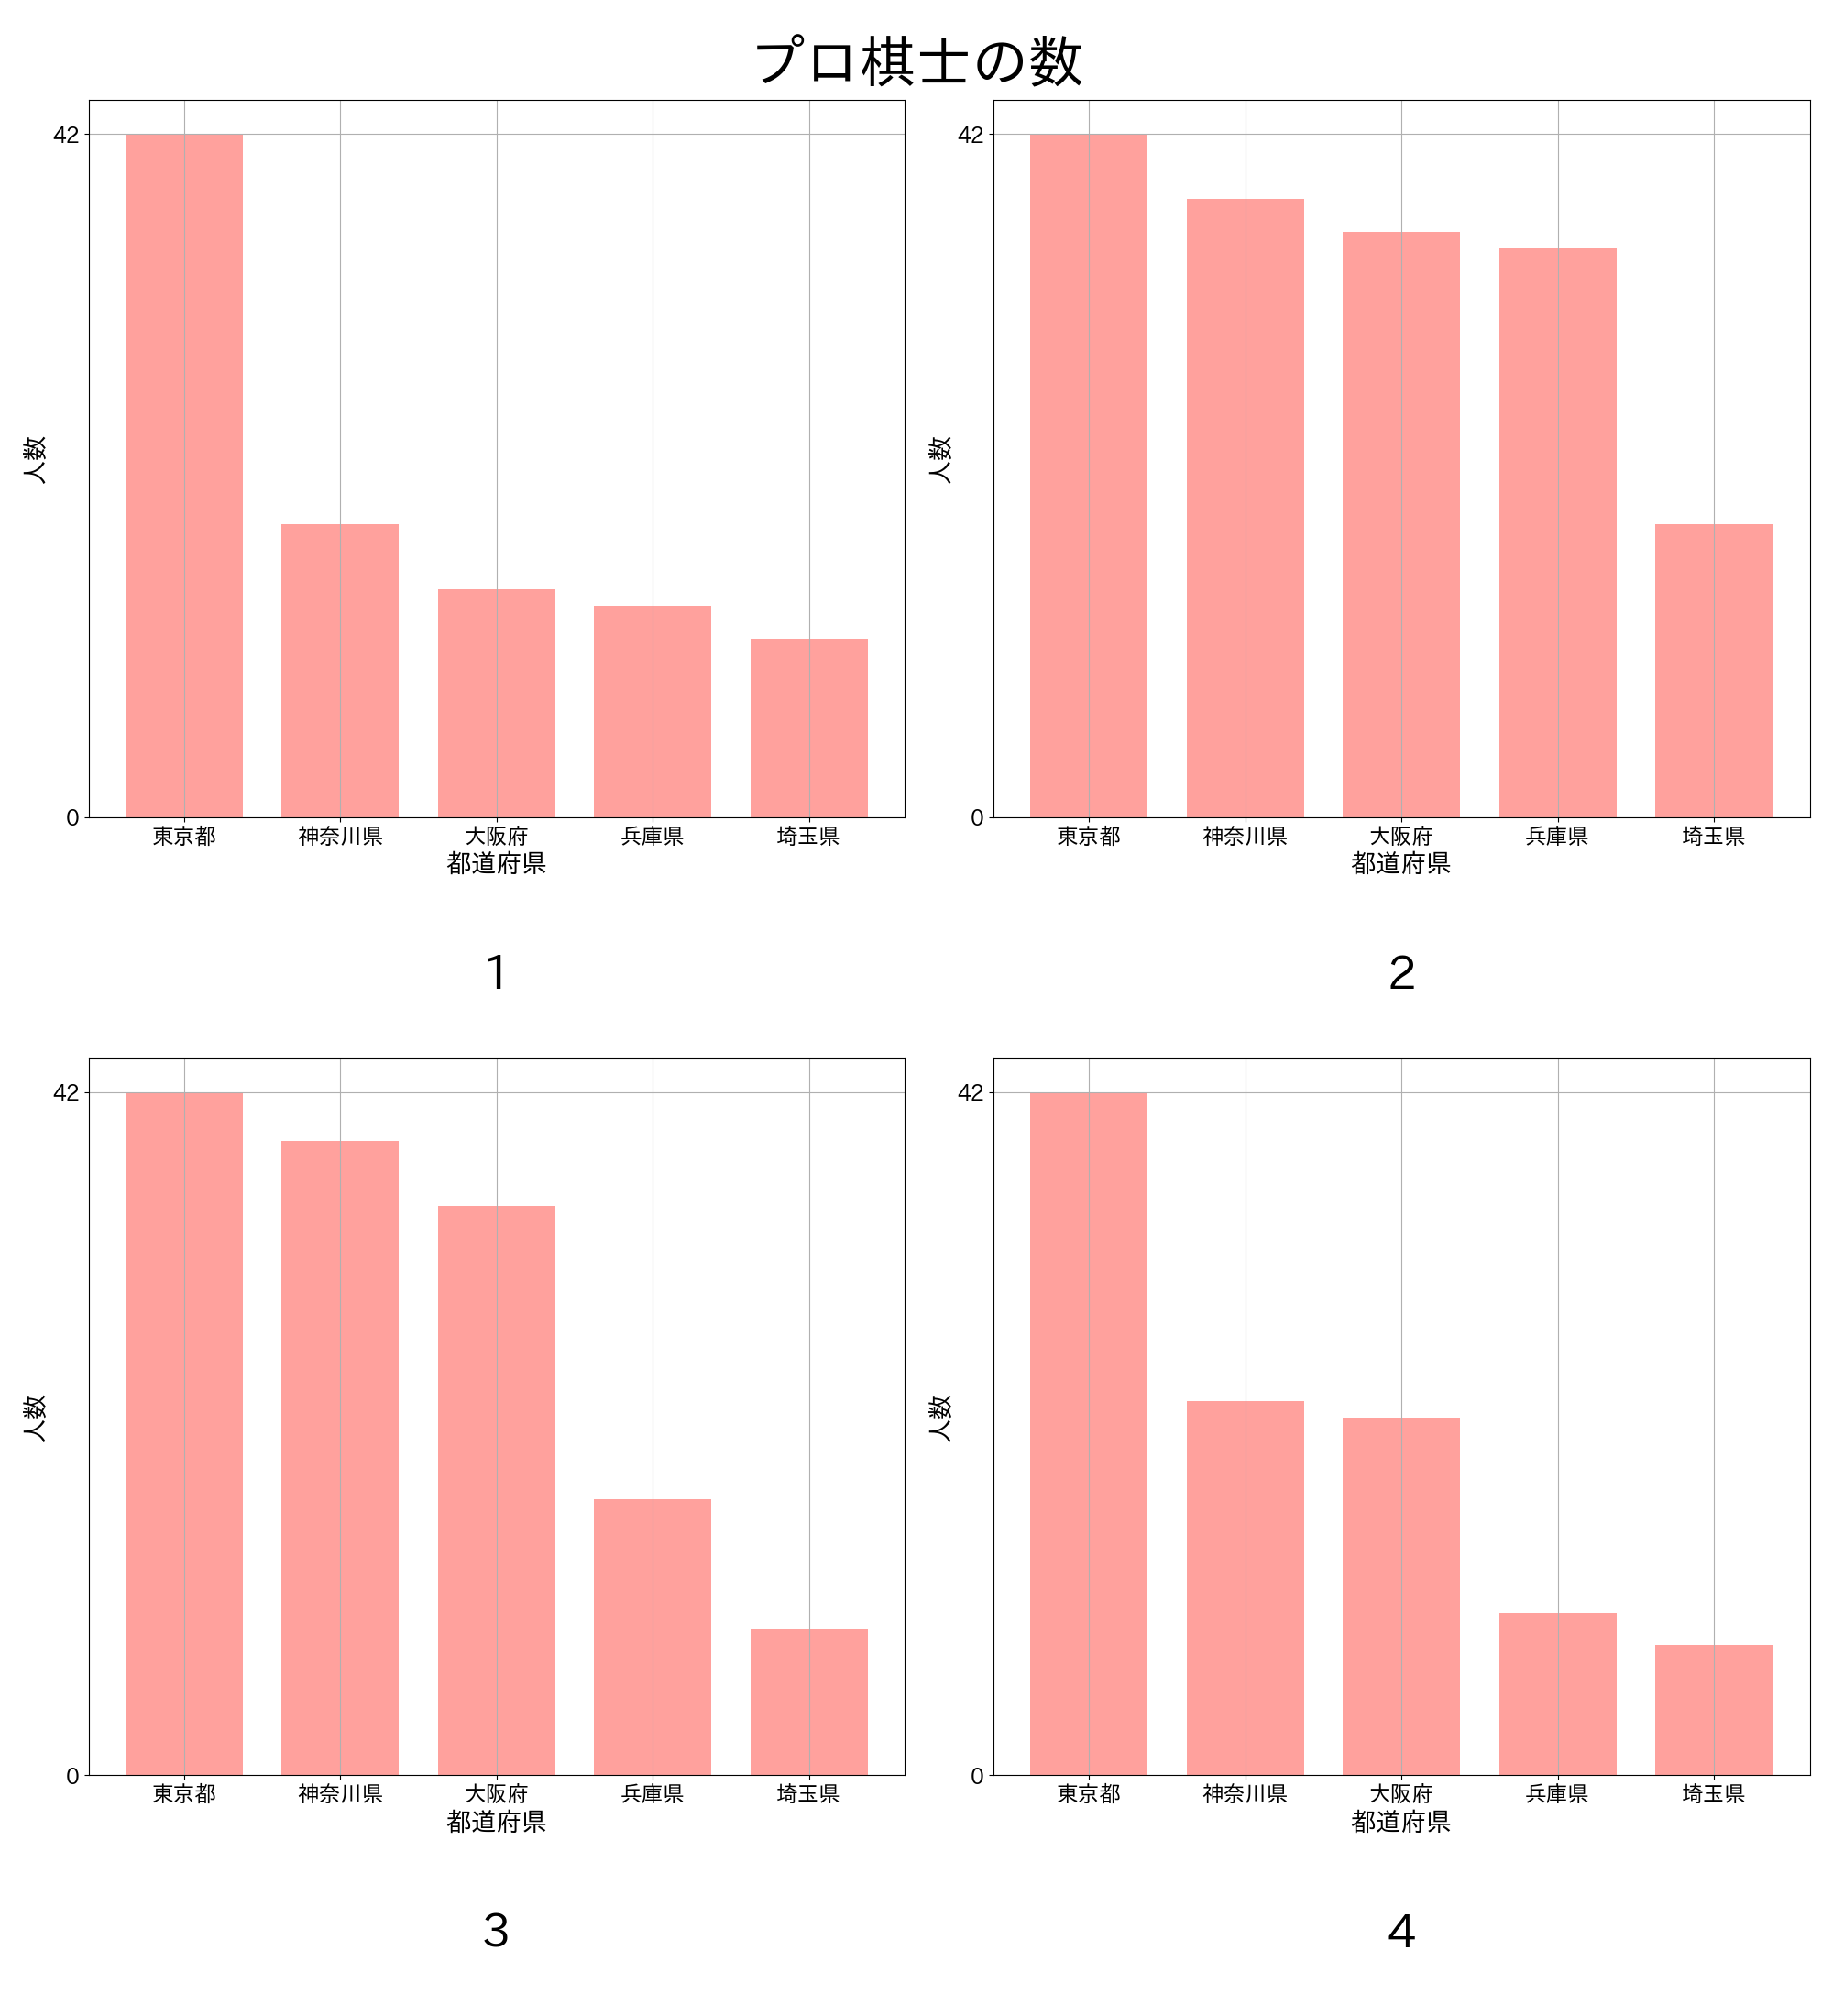 プロ棋士の数
42
0
人数
東京都 神奈川県 大阪府 兵庫県 埼玉県
都道府県
1
42
0
人数
東京都 神奈川県 大阪府 兵庫県 埼玉県
都道府県
2
42
0
人数
東京都 神奈川県 大阪府 兵庫県 埼玉県
都道府県
3
42
0
人数
東京都 神奈川県 大阪府 兵庫県 埼玉県
都道府県
4